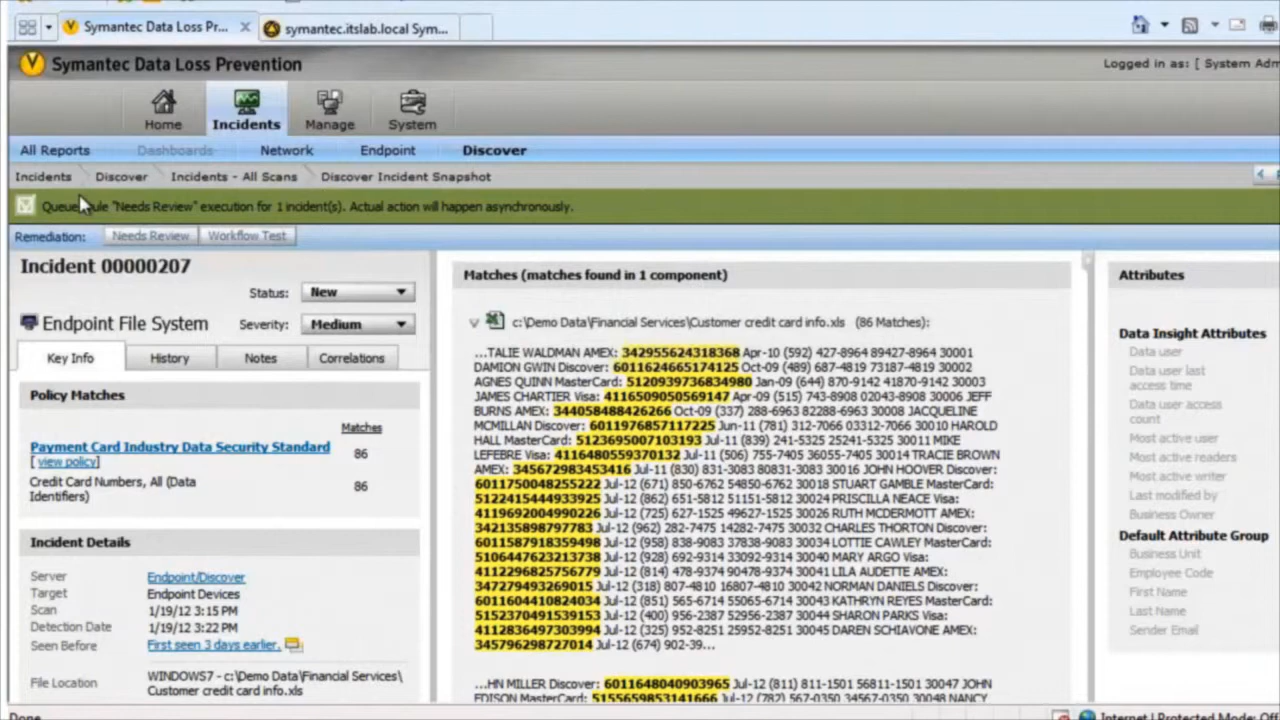 Symantec Data Loss Pr...
symantec.itslab.local Sym...
Symantec Data Loss Prevention
Logged in as: [ System Adm
Home
Incidents
Manage
System
All Reports
Dashboards
Network
Endpoint
Discover
Incidents
Discover
Incidents - All Scans
Discover Incident Snapshot
"Needs Review" execution for 1 incident(s). Actual action will happen asynchronously.
Remediation:
Needs Review
Workflow Test
Incident 00000207
Status:
New
Endpoint File System
Severity:
Medium
Key Info
History
Notes
Correlations
Policy Matches
Matches
Payment Card Industry Data Security Standard
86
[ view policy]
Credit Card Numbers, All (Data
Identifiers)
86
Incident Details
Server
Endpoint/Discover
Target
Endpoint Devices
Scan
1/19/12 3:15 PM
Detection Date
1/19/12 3:22 PM
Seen Before
First seen 3 days earlier.
File Location
WINDOWS7 - c:\Demo Data\Financial Services\
Customer credit card info.xls
Matches (matches found in 1 component)
c:\Demo Data\Financial Services\Customer credit card info.xls (86 Matches):
...TALIE WALDMAN AMEX: 342955624318368 Apr-10 (592) 427-8964 89427-8964 30001
DAMION GWIN Discover: 6011624665174125 Oct-09 (489) 687-4819 73187-4819 30002
AGNES QUINN MasterCard: 5120939736834980 Jan-09 (644) 870-9142 41870-9142 30003
JAMES CHARTIER Visa: 4116509050569147 Apr-09 (515) 743-8908 02043-8908 30006 JEFF
BURNS AMEX: 344058488426266 Oct-09 (337) 288-6963 82288-6963 30008 JACQUELINE
MCMILLAN Discover: 6011976857117225 Jun-11 (781) 312-7066 03312-7066 30010 HAROLD
HALL MasterCard: 5123695007103193 Jul-11 (839) 241-5325 25241-5325 30011 MIKE
LEFEBRE Visa: 4116480559370132 Jul-11 (506) 755-7405 36055-7405 30014 TRACIE BROWN
AMEX: 345672983453416 Jul-11 (830) 831-3083 80831-3083 30016 JOHN HOOVER Discover:
6011750048255222 Jul-12 (671) 850-6762 54850-6762 30018 STUART GAMBLE MasterCard:
5122415444933925 Jul-12 (862) 651-5812 51151-5812 30024 PRISCILLA NEACE Visa:
4119692004990226 Jul-12 (725) 627-1525 49627-1525 30026 RUTH MCDERMOTT AMEX:
342135898797783 Jul-12 (962) 282-7475 14282-7475 30032 CHARLES THORTON Discover:
6011587918359498 Jul-12 (958) 838-9083 37838-9083 30034 LOTTIE CAWLEY MasterCard:
5106447623213738 Jul-12 (928) 692-9314 33092-9314 30040 MARY ARGO Visa:
4112296825756779 Jul-12 (814) 478-9374 90478-9374 30041 LILA AUDETTE AMEX:
347279493269015 Jul-12 (318) 807-4810 16807-4810 30042 NORMAN DANIELS Discover:
6011604410824034 Jul-12 (851) 565-6714 55065-6714 30043 KATHRYN REYES MasterCard:
5152370491539153 Jul-12 (400) 956-2387 52956-2387 30044 SHARON PARKS Visa:
4112836497303994 Jul-12 (325) 952-8251 25952-8251 30045 DAREN SCHIAVONE AMEX:
345796298727014 Jul-12 (674) 902-39...
...HN MILLER Discover: 6011648040903965 Jul-12 (811) 811-1501 56811-1501 30047 JOHN
EDISON MasterCard: 5155659853141666 Jul-12 (782) 567-0350 34567-0350 30048 NANCY
Attributes
Data Insight Attributes
Data user
Data user last
access time
Data user access
count
Most active user
Most active readers
Most active writer
Last modified by
Business Owner
Default Attribute Group
Business Unit
Employee Code
First Name
Last Name
Sender Email
Done
Internet | Protected Mode: Off